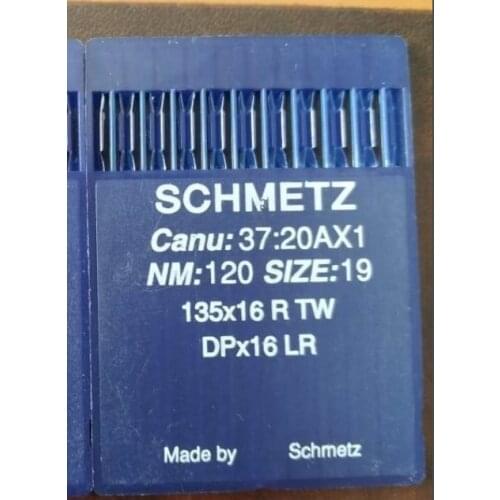 SCHMETZ
Canu: 37:20AX1
NM:120 SIZE:19
135x16 R TW
DPx16 LR
Made by Schmetz